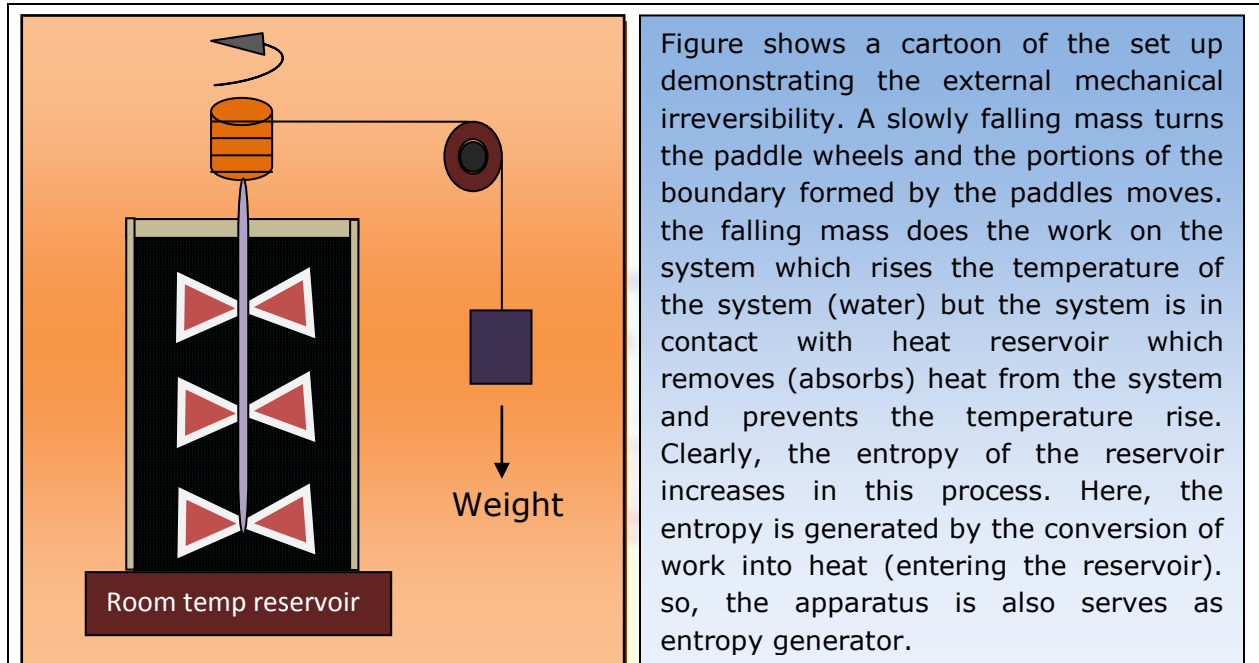 Weight
Room temp reservoir
Figure shows a cartoon of the set up
demonstrating the external mechanical
irreversibility. A slowly falling mass turns
the paddle wheels and the portions of the
boundary formed by the paddles moves.
the falling mass does the work on the
system which rises the temperature of
the system (water) but the system is in
contact with heat reservoir which
removes (absorbs) heat from the system
and prevents the temperature rise.
Clearly, the entropy of the reservoir
increases in this process. Here, the
entropy is generated by the conversion of
work into heat (entering the reservoir).
so, the apparatus is also serves as
entropy generator.